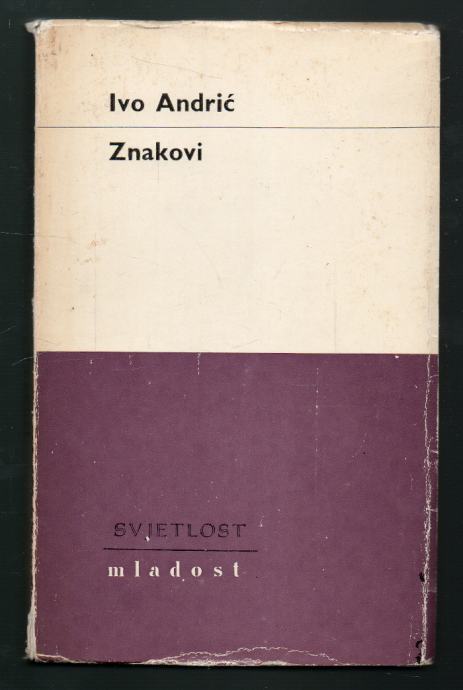 Ivo Andrić
Znakovi
SVJETLOST
mladost